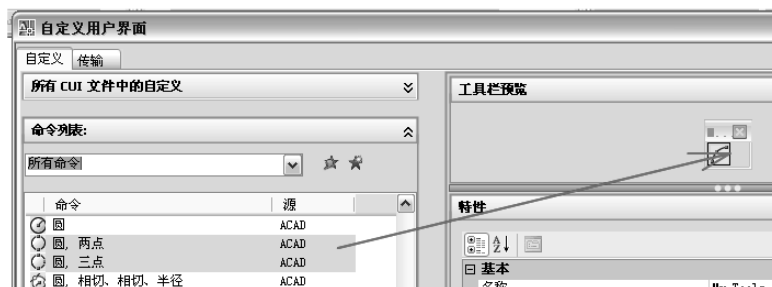 自定义用户界面
自定义 传输
所有 CUI 文件中的自定义
命令列表:
所有命令
命令 源
圆 ACAD
圆, 两点 ACAD
圆, 三点 ACAD
圆, 相切、相切、半径 ACAD
工具栏预览
特性
基本
名称